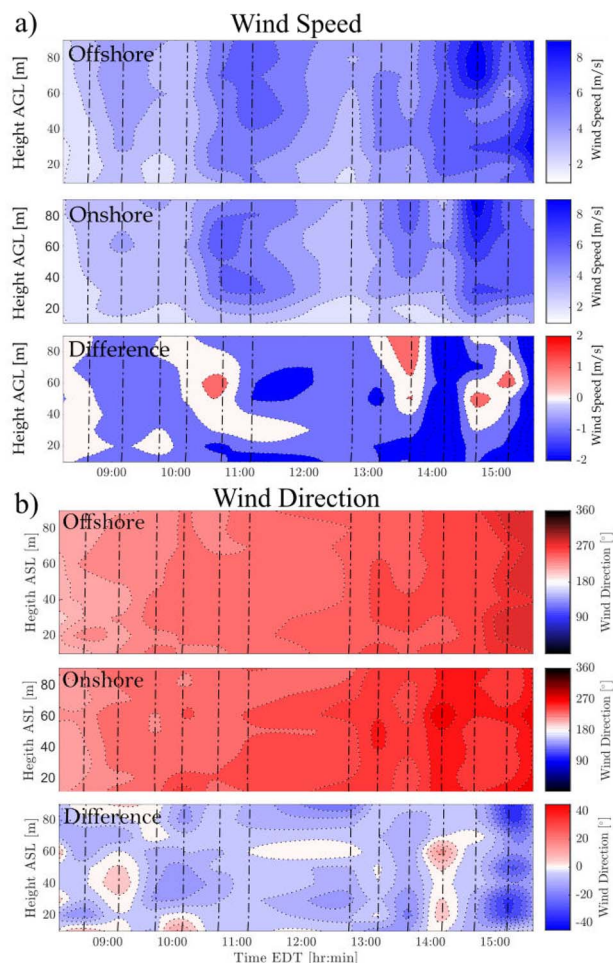 a) Wind Speed
Offshore
Height AGL [m]
80
60
40
20
8
6
4
2
Wind Speed [m/s]
Onshore
Height AGL [m]
80
60
40
20
8
6
4
2
Wind Speed [m/s]
Difference
Height AGL [m]
80
60
40
20
2
1
0
-1
-2
Wind Speed [m/s]
09:00 10:00 11:00 12:00 13:00 14:00 15:00
b) Wind Direction
Offshore
Hegith ASL [m]
80
60
40
20
360
270
180
90
Wind Direction [°]
Onshore
Hegith ASL [m]
80
60
40
20
360
270
180
90
Wind Direction [°]
Difference
Height ASL [m]
80
60
40
20
40
20
0
-20
-40
Wind Direction [°]
09:00 10:00 11:00 12:00 13:00 14:00 15:00
Time EDT [hr:min]